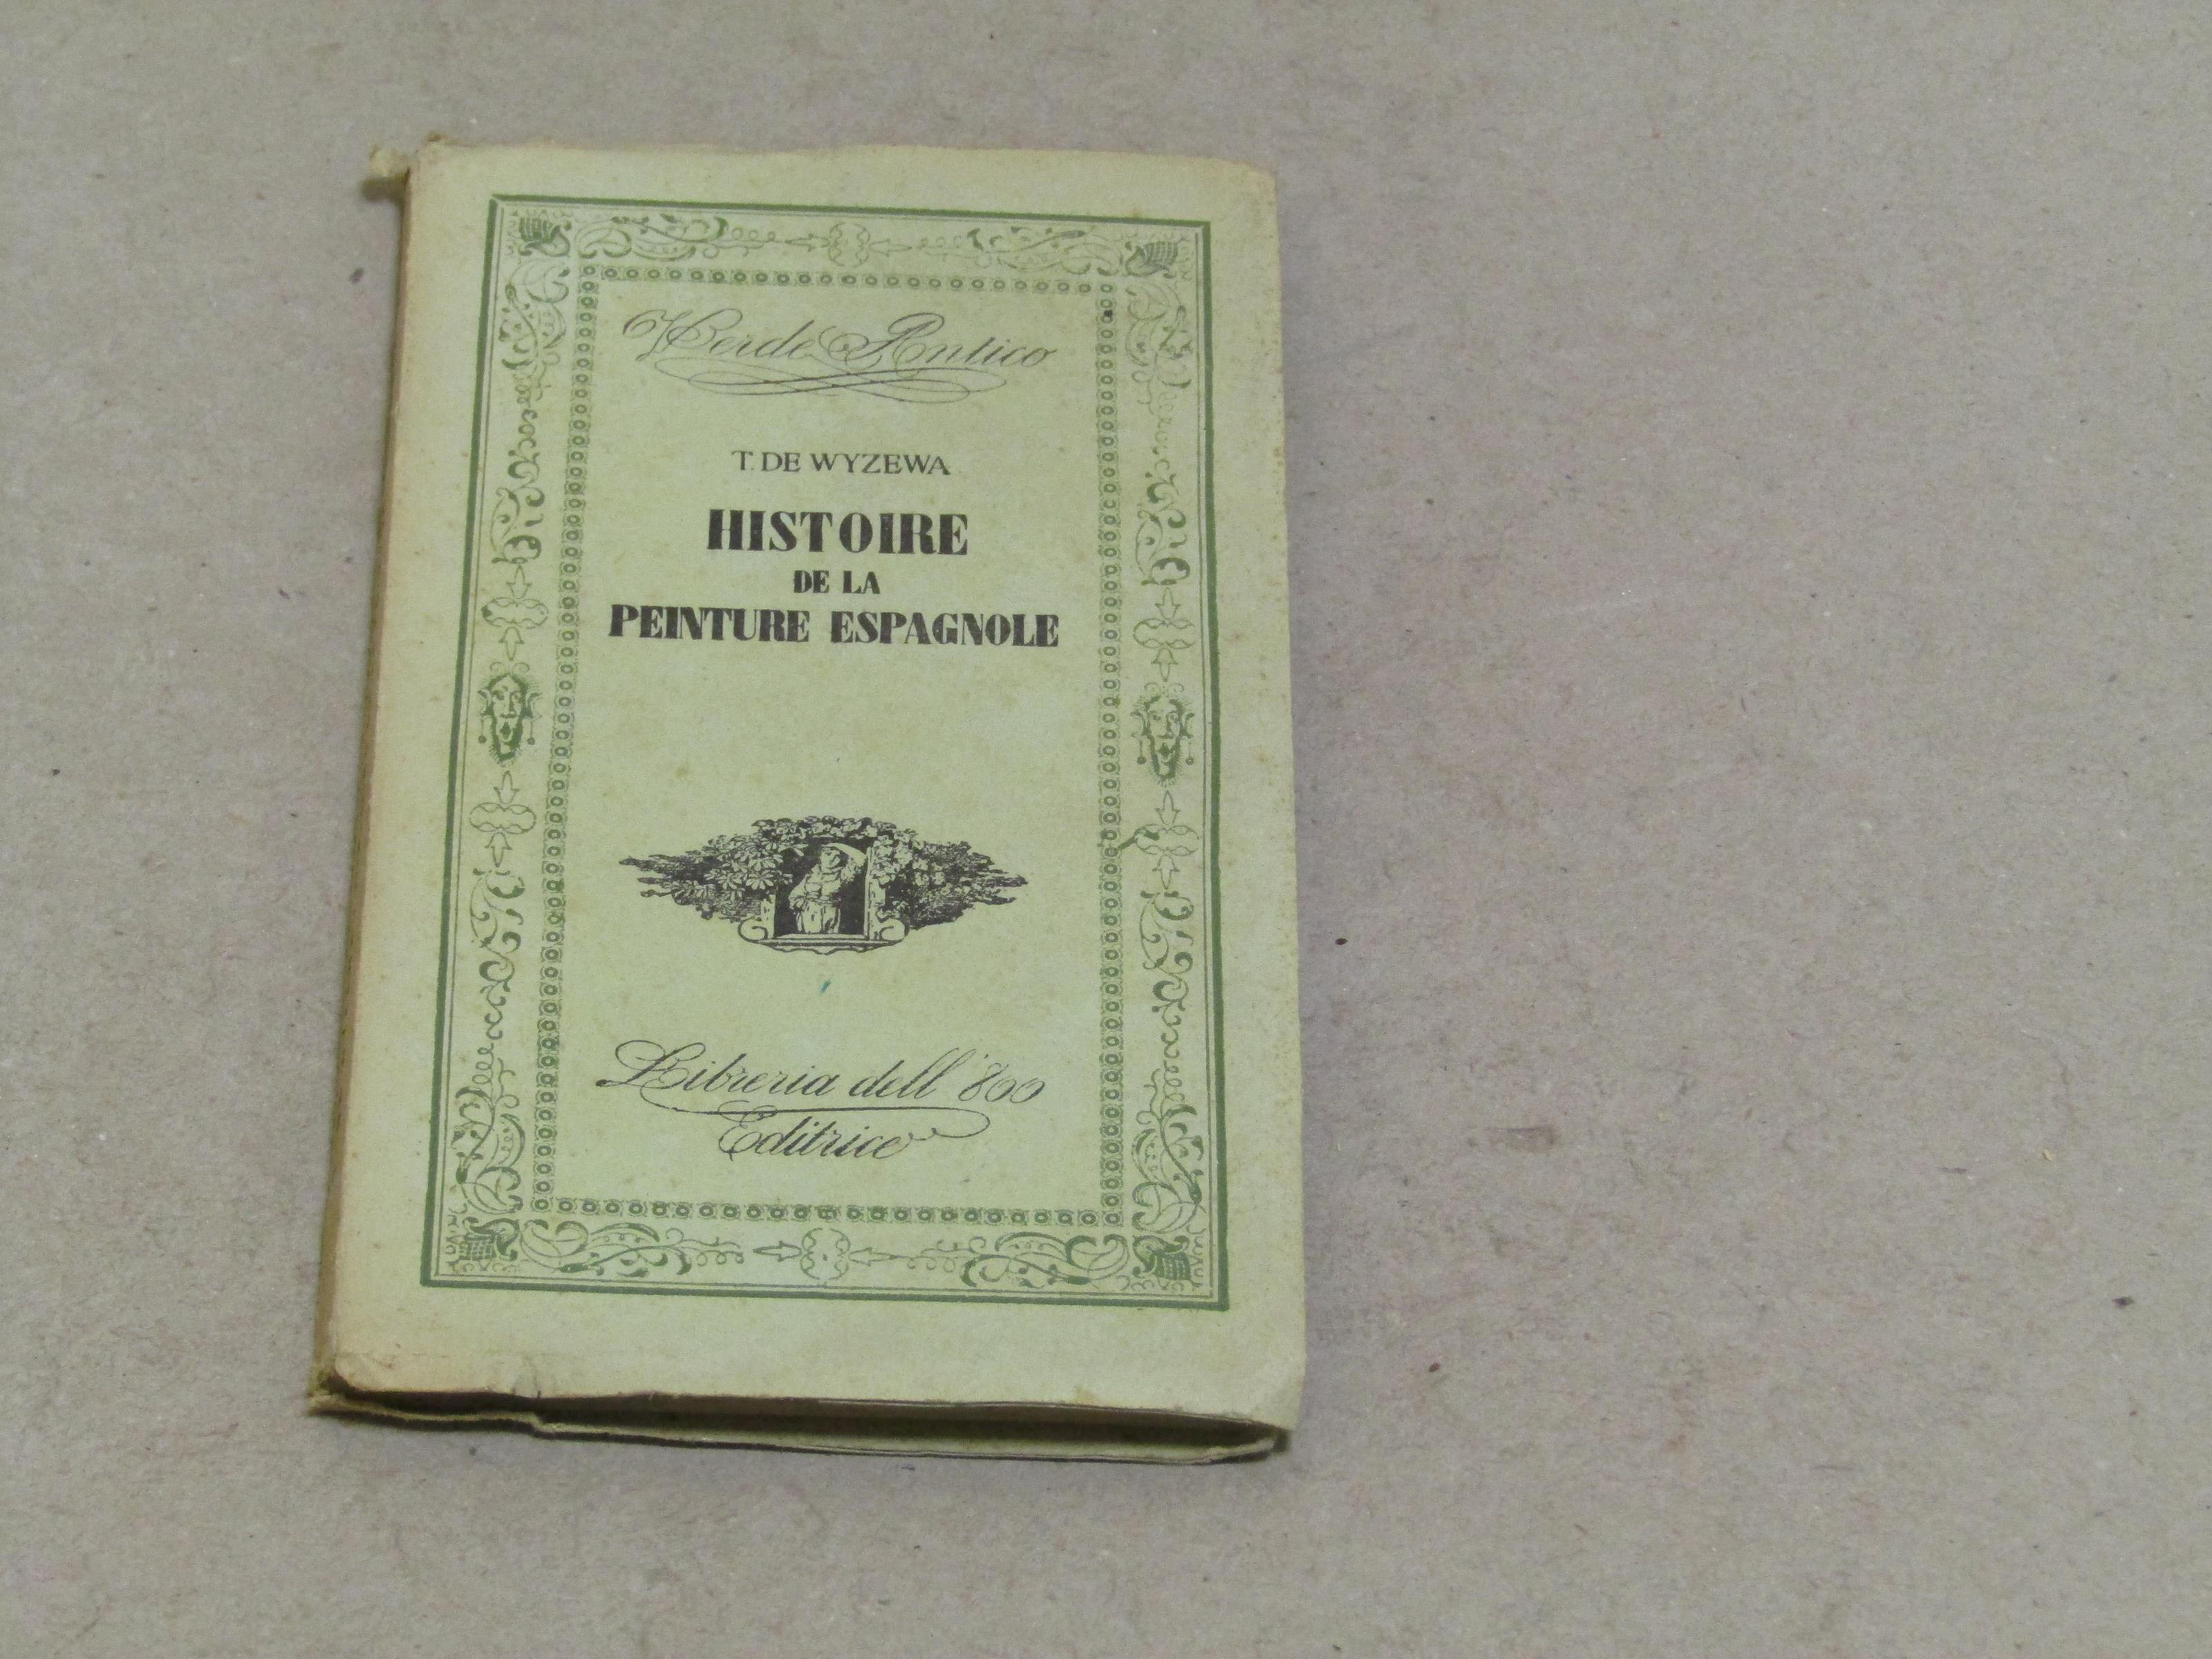 Verde Antico
T. DE WYZEWA
HISTOIRE
DE LA
PEINTURE ESPAGNOLE
Libreria dell '800
Editrice